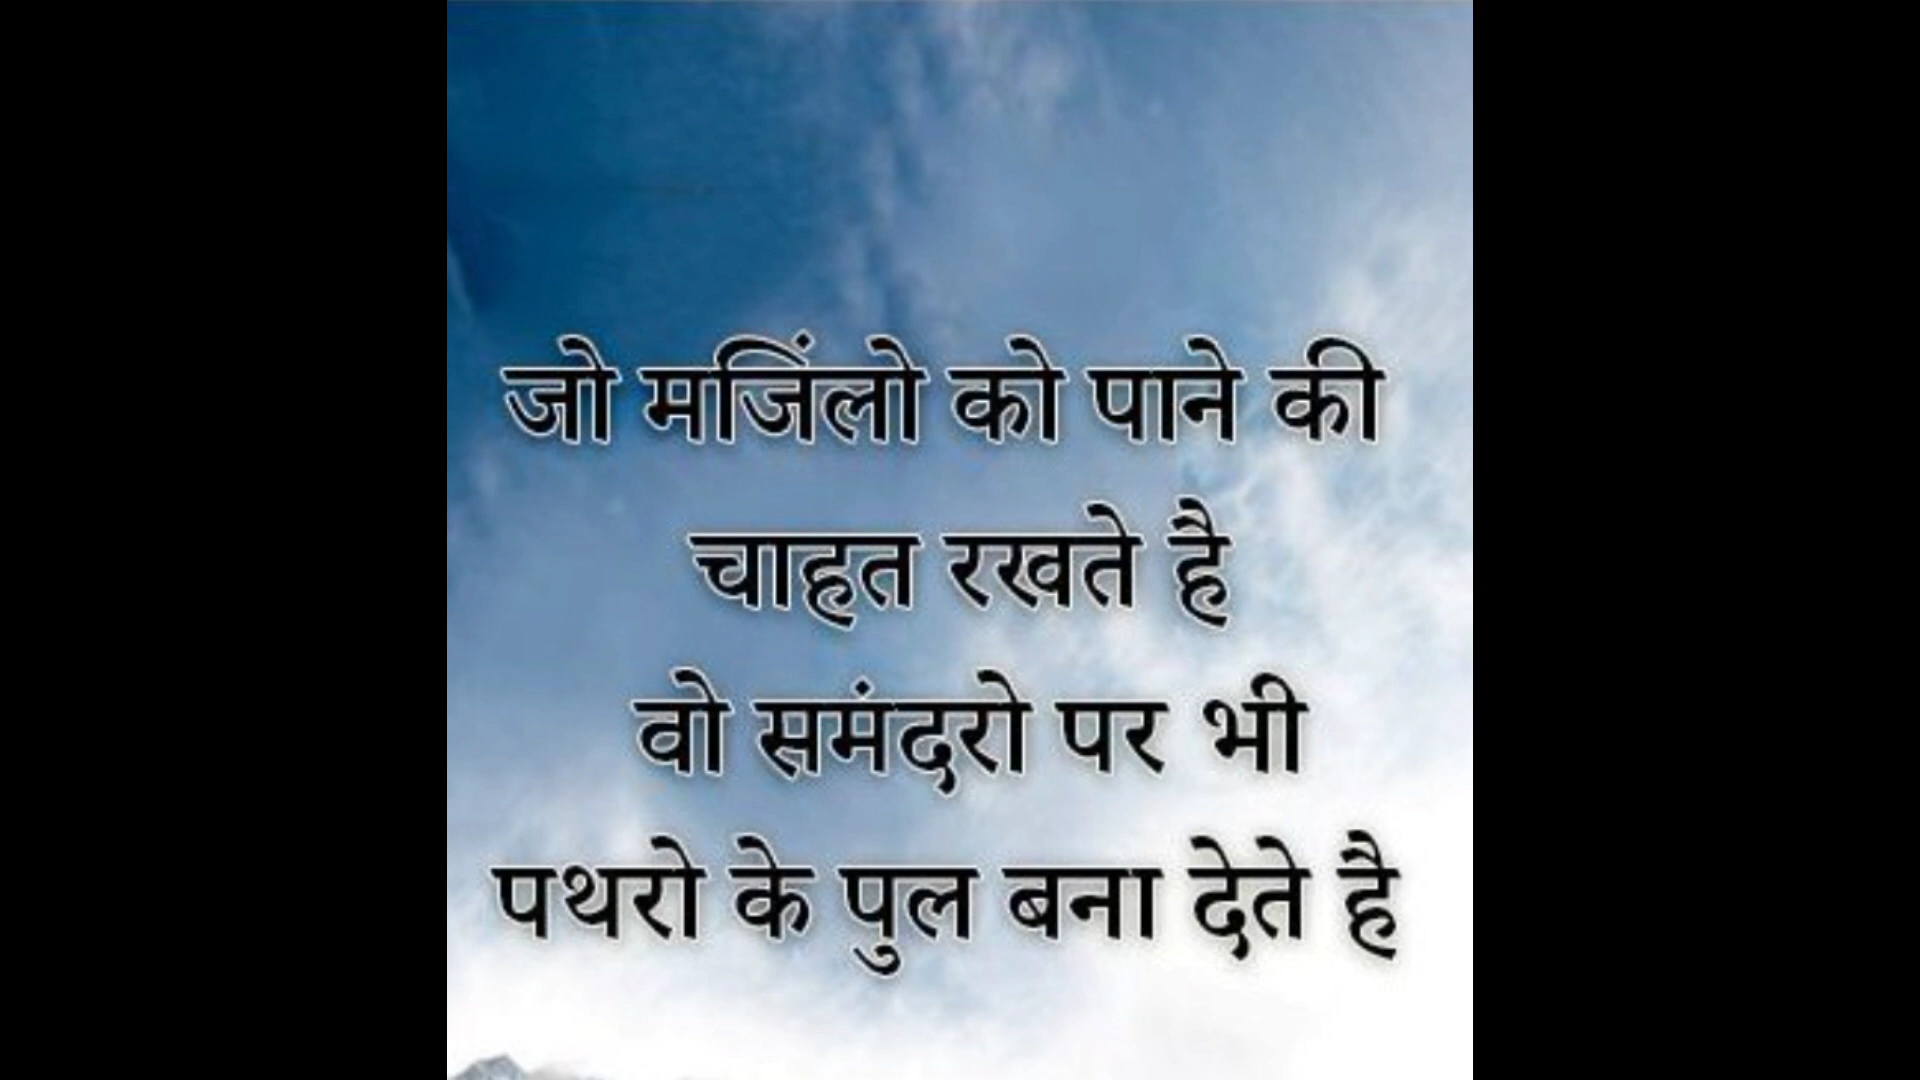 जो मजिंलो को पाने की
चाहत रखते है
वो समंदरो पर भी
पथरो के पुल बना देते है